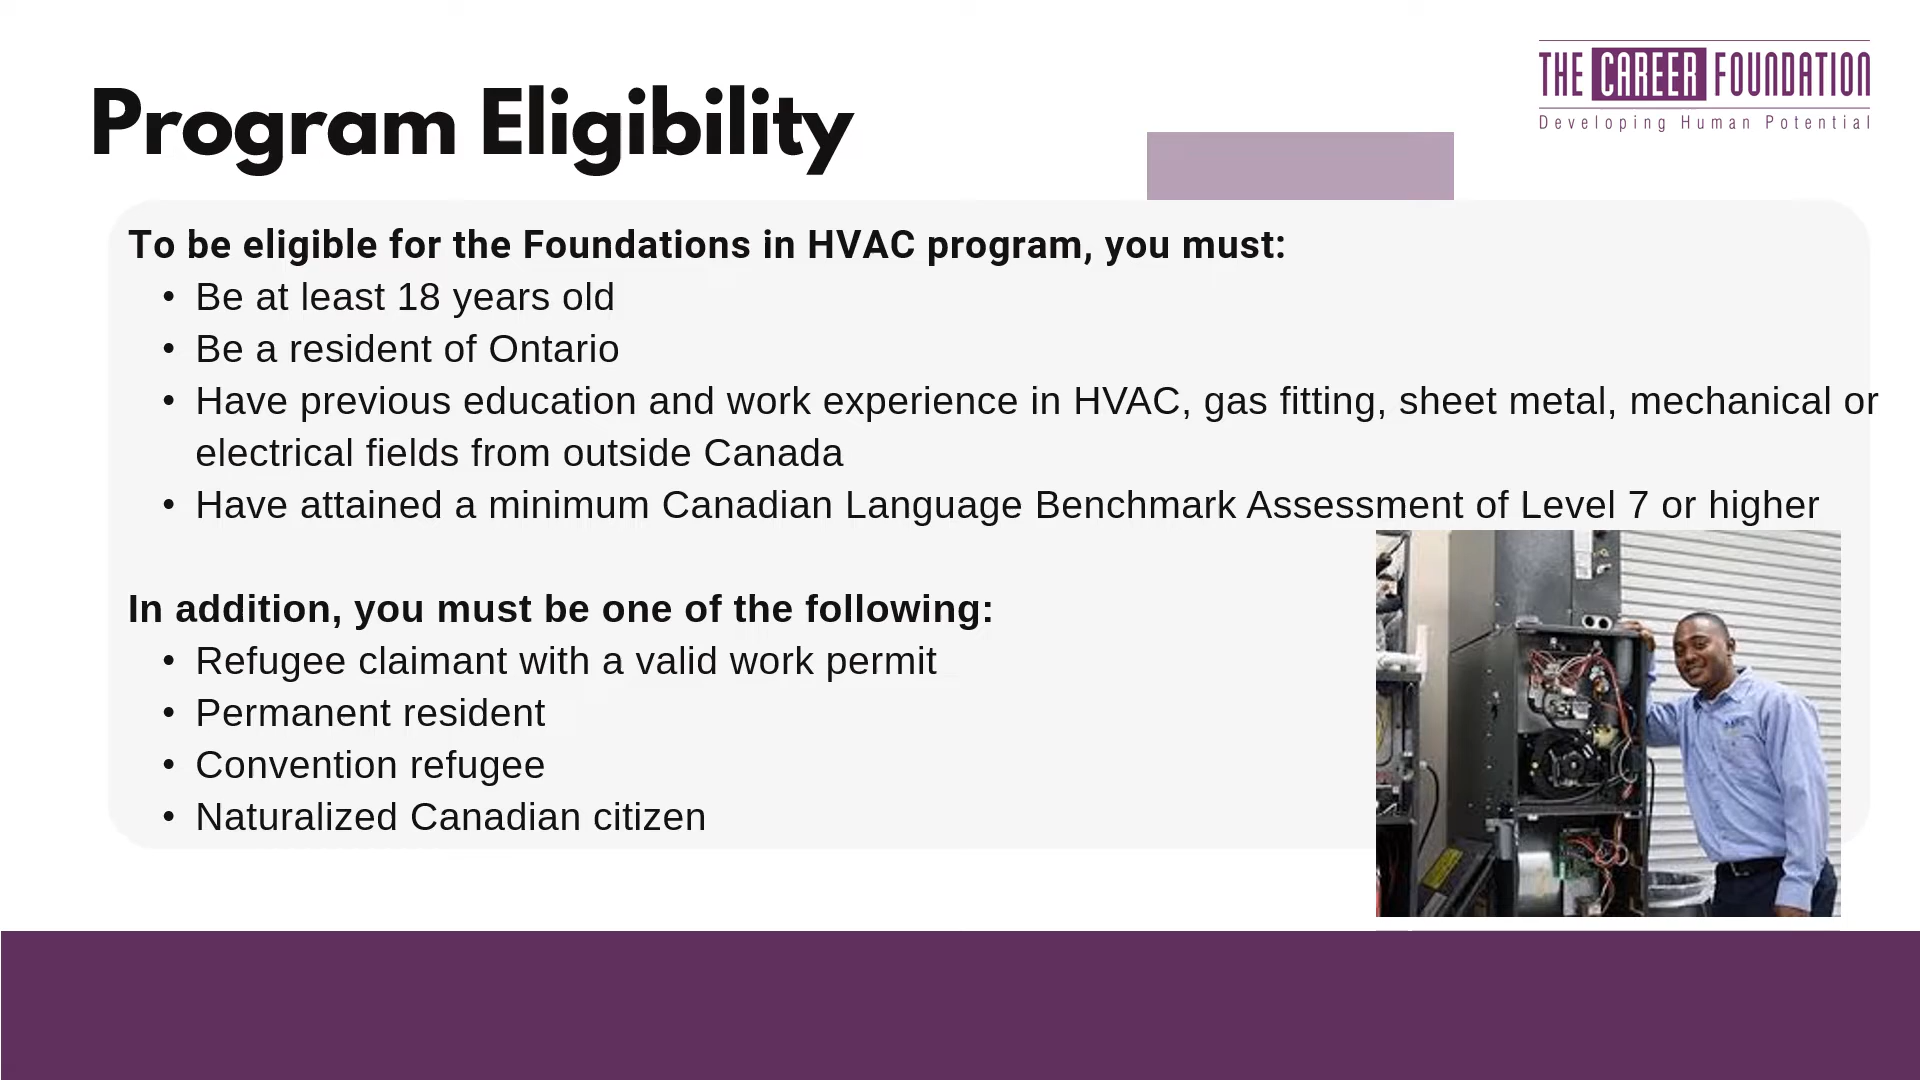 THE CAREER FOUNDATION
Developing Human Potential
Program Eligibility
To be eligible for the Foundations in HVAC program, you must:
• Be at least 18 years old
• Be a resident of Ontario
• Have previous education and work experience in HVAC, gas fitting, sheet metal, mechanical or
electrical fields from outside Canada
• Have attained a minimum Canadian Language Benchmark Assessment of Level 7 or higher
In addition, you must be one of the following:
• Refugee claimant with a valid work permit
• Permanent resident
• Convention refugee
• Naturalized Canadian citizen